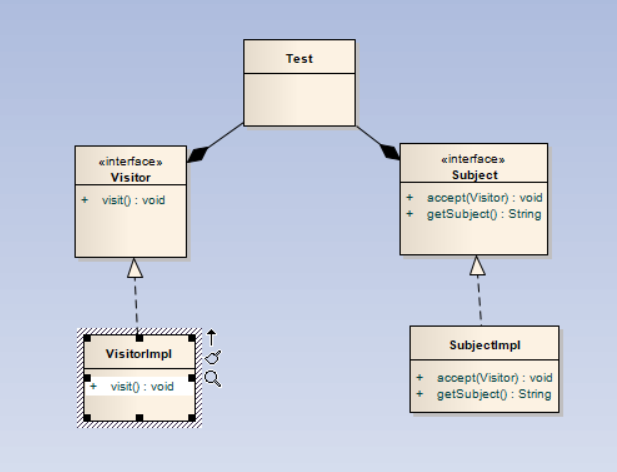 Test
«interface»
Visitor
+ visit() : void
«interface»
Subject
+ accept(Visitor) : void
+ getSubject() : String
VisitorImpl
+ visit() : void
SubjectImpl
+ accept(Visitor) : void
+ getSubject() : String